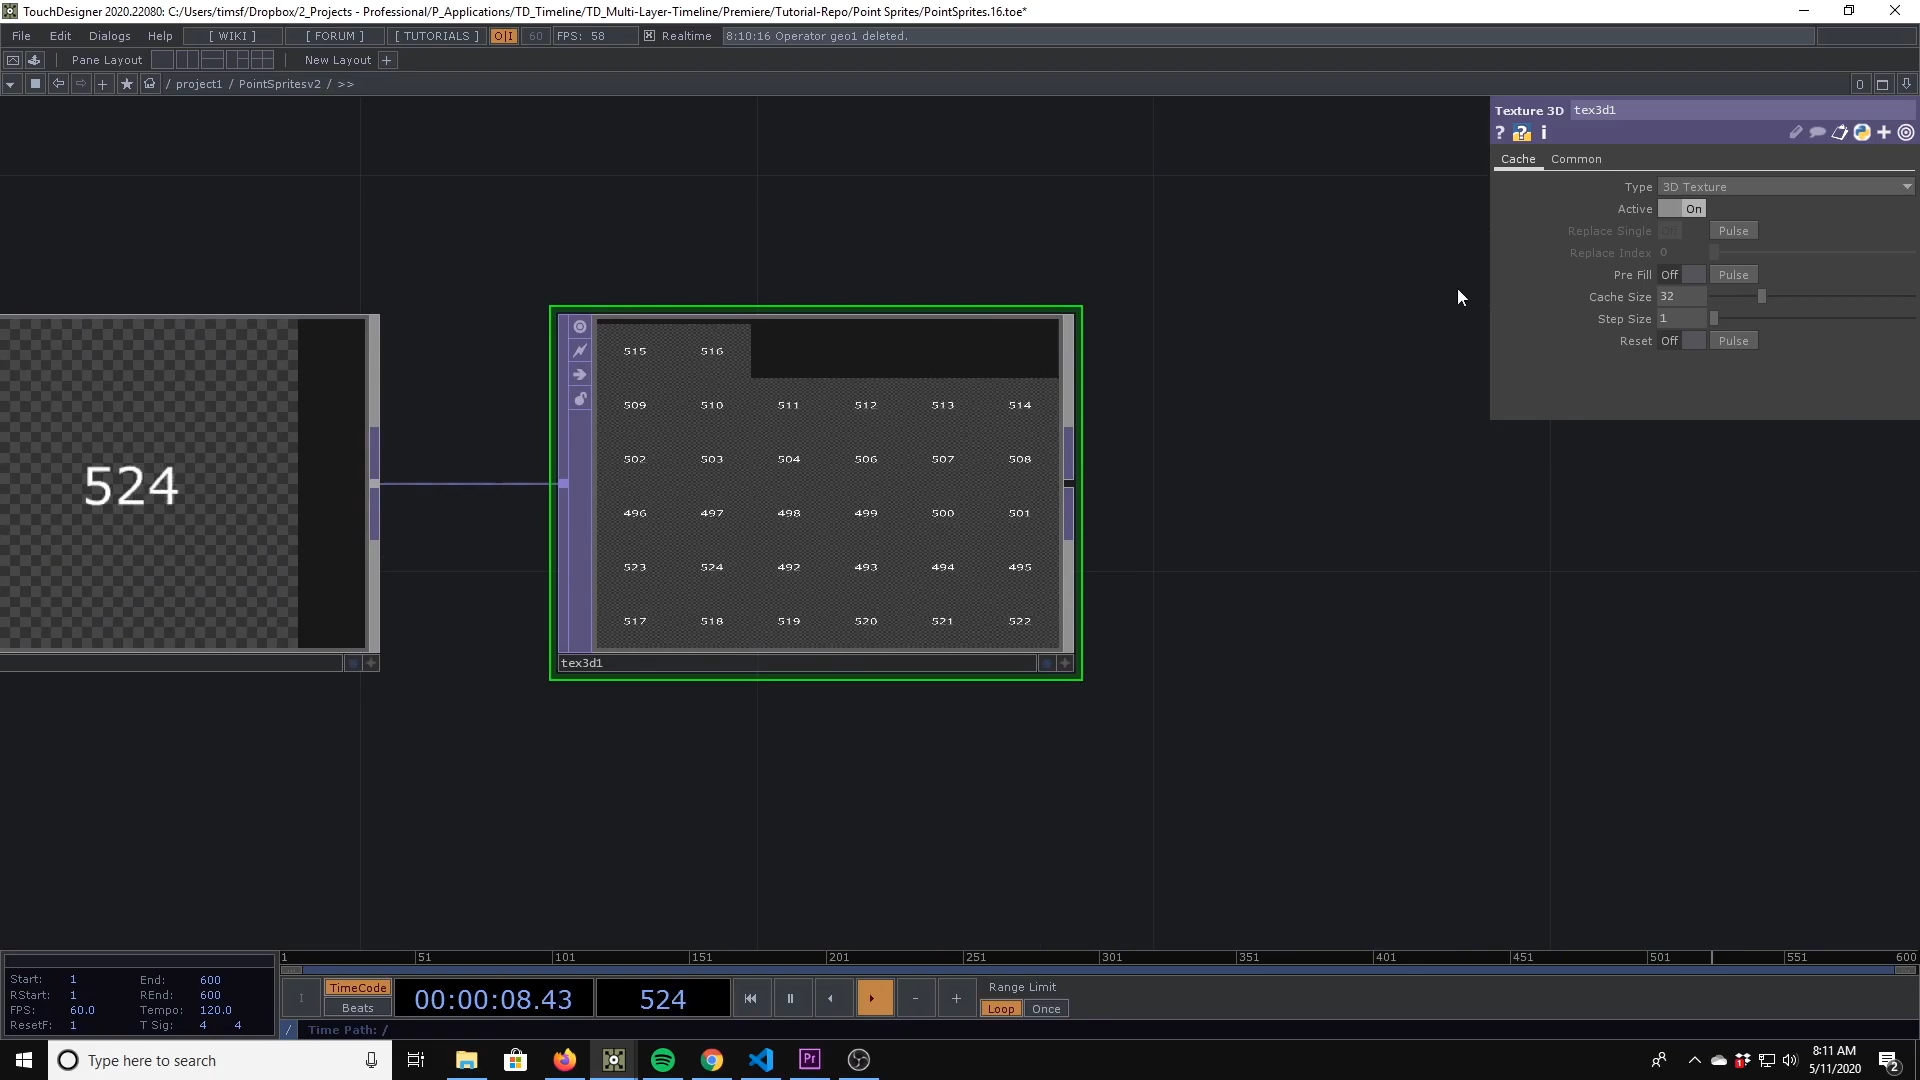 TouchDesigner 2020.22080: C:/Users/timsf/Dropbox/2_Projects - Professional/P_Applications/TD_Timeline/TD_Multi-Layer-Timeline/Premiere/Tutorial-Repo/Point Sprites/PointSprites.16.toe*
File Edit Dialogs Help [ WIKI ] [ FORUM ] [ TUTORIALS ] O|I 60 FPS: 58 Realtime 8:10:16 Operator geo1 deleted.
Pane Layout New Layout +
/ project1 / PointSpritesv2 / >> 0
Texture 3D tex3d1
? ? i
Cache Common
Type 3D Texture
Active On
Replace Single Off Pulse
Replace Index 0
Pre Fill Off Pulse
Cache Size 32
Step Size 1
Reset Off Pulse
524
515 516
509 510 511 512 513 514
502 503 504 506 507 508
496 497 498 499 500 501
523 524 492 493 494 495
517 518 519 520 521 522
tex3d1
1 51 101 151 201 251 301 351 401 451 501 551 600
Start: 1 End: 600
RStart: 1 REnd: 600
FPS: 60.0 Tempo: 120.0
ResetF: 1 T Sig: 4 4
I TimeCode Beats 00:00:08.43 524 - + Range Limit
Loop Once
/ Time Path: /
Type here to search
Pr
8:11 AM
5/11/2020
2